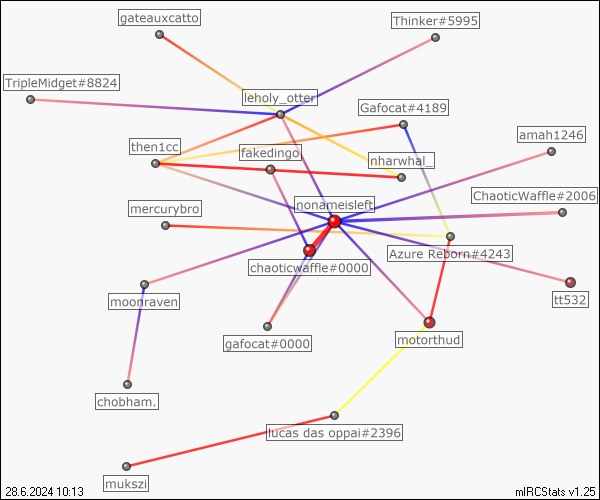 gateauxcatto
Thinker#5995
TripleMidget#8824
leholy_otter
Gafocat#4189
amah1246
then1cc
fakedingo
nharwhal_
ChaoticWaffle#2006
nonameisleft
mercurybro
Azure Reborn#4243
chaoticwaffle#0000
moonraven
tt532
gafocat#0000
motorthud
chobham.
lucas das oppai#2396
mukszi
28.6.2024 10:13
mIRCStats v1.25